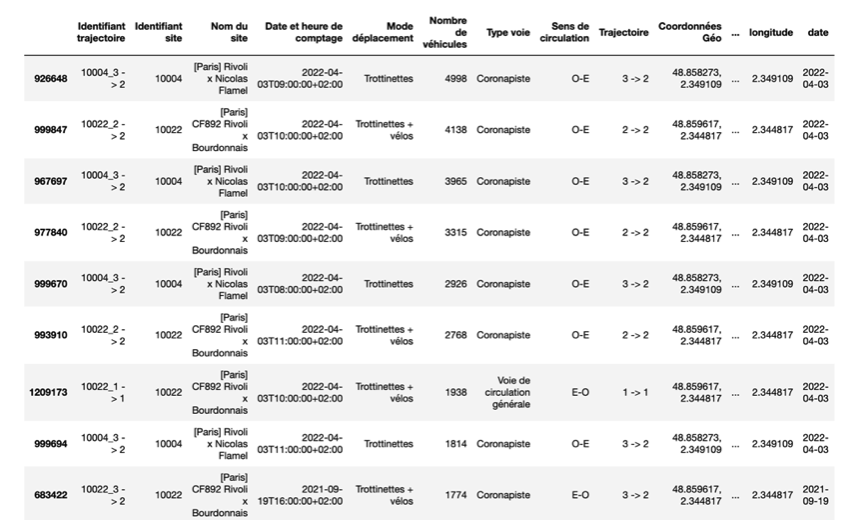 Identifiant trajectoire Identifiant site Nom du site Date et heure de comptage Mode déplacement Nombre de véhicules Type voie Sens de circulation Trajectoire Coordonnées Géo ... longitude date
926648 10004_3 -> 2 10004 [Paris] Rivoli x Nicolas Flamel 2022-04-03T09:00:00+02:00 Trottinettes 4998 Coronapiste O-E 3 -> 2 48.858273, 2.349109 ... 2.349109 2022-04-03
999847 10022_2 -> 2 10022 [Paris] CF892 Rivoli x Bourdonnais 2022-04-03T10:00:00+02:00 Trottinettes + vélos 4138 Coronapiste O-E 2 -> 2 48.859617, 2.344817 ... 2.344817 2022-04-03
967697 10004_3 -> 2 10004 [Paris] Rivoli x Nicolas Flamel 2022-04-03T10:00:00+02:00 Trottinettes 3965 Coronapiste O-E 3 -> 2 48.858273, 2.349109 ... 2.349109 2022-04-03
977840 10022_2 -> 2 10022 [Paris] CF892 Rivoli x Bourdonnais 2022-04-03T09:00:00+02:00 Trottinettes + vélos 3315 Coronapiste O-E 2 -> 2 48.859617, 2.344817 ... 2.344817 2022-04-03
999670 10004_3 -> 2 10004 [Paris] Rivoli x Nicolas Flamel 2022-04-03T08:00:00+02:00 Trottinettes 2926 Coronapiste O-E 3 -> 2 48.858273, 2.349109 ... 2.349109 2022-04-03
993910 10022_2 -> 2 10022 [Paris] CF892 Rivoli x Bourdonnais 2022-04-03T11:00:00+02:00 Trottinettes + vélos 2768 Coronapiste O-E 2 -> 2 48.859617, 2.344817 ... 2.344817 2022-04-03
1209173 10022_1 -> 1 10022 [Paris] CF892 Rivoli x Bourdonnais 2022-04-03T10:00:00+02:00 Trottinettes + vélos 1938 Voie de circulation générale E-O 1 -> 1 48.859617, 2.344817 ... 2.344817 2022-04-03
999694 10004_3 -> 2 10004 [Paris] Rivoli x Nicolas Flamel 2022-04-03T11:00:00+02:00 Trottinettes 1814 Coronapiste O-E 3 -> 2 48.858273, 2.349109 ... 2.349109 2022-04-03
683422 10022_3 -> 2 10022 [Paris] CF892 Rivoli x Bourdonnais 2021-09-19T16:00:00+02:00 Trottinettes + vélos 1774 Coronapiste E-O 3 -> 2 48.859617, 2.344817 ... 2.344817 2021-09-19